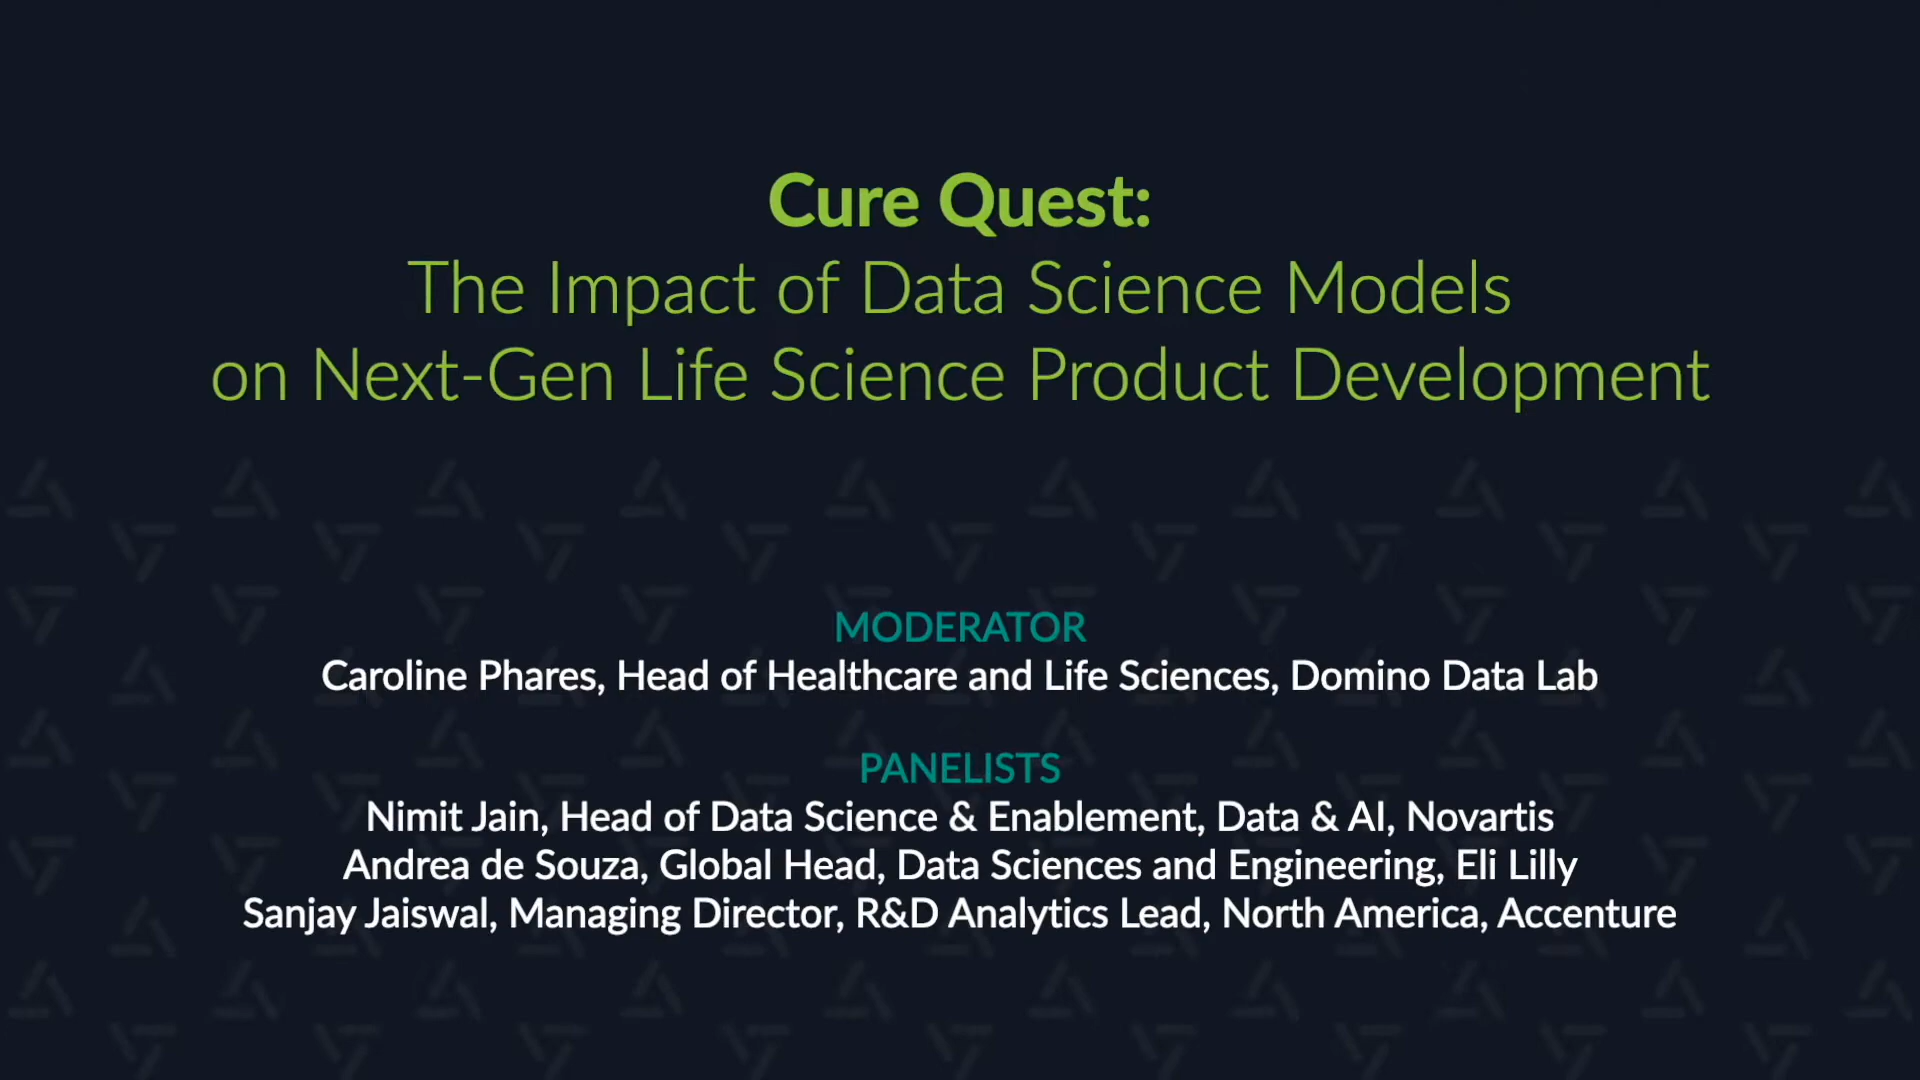 Cure Quest:
The Impact of Data Science Models
on Next-Gen Life Science Product Development
MODERATOR
Caroline Phares, Head of Healthcare and Life Sciences, Domino Data Lab
PANELISTS
Nimit Jain, Head of Data Science & Enablement, Data & AI, Novartis
Andrea de Souza, Global Head, Data Sciences and Engineering, Eli Lilly
Sanjay Jaiswal, Managing Director, R&D Analytics Lead, North America, Accenture